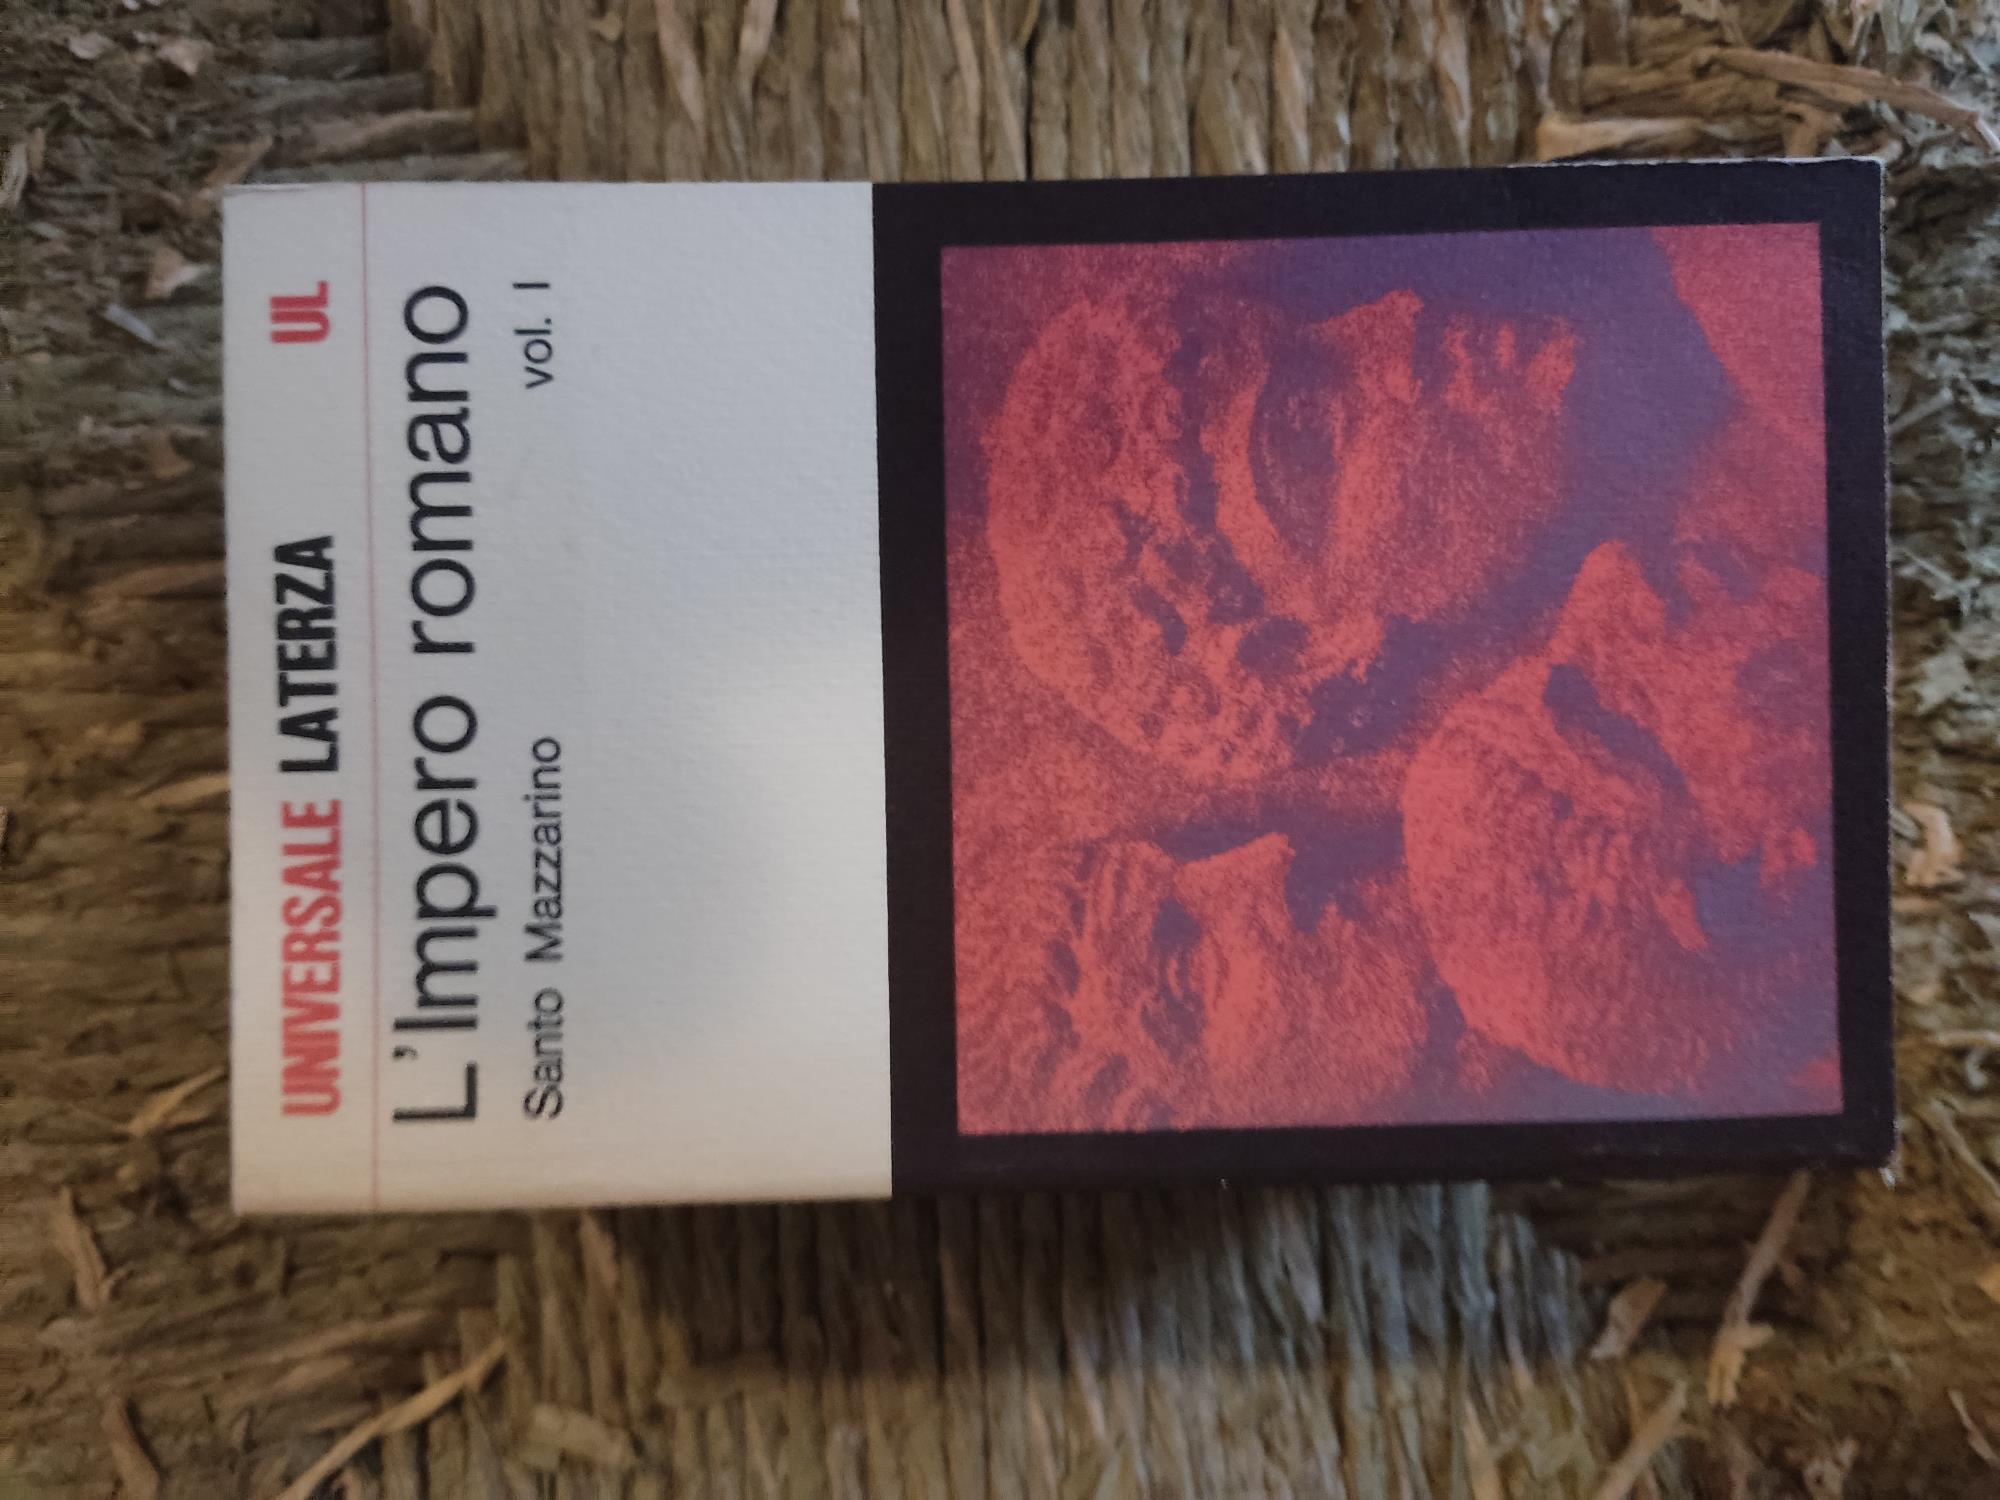 UNIVERSALE LATERZA UL
L'Impero romano
Santo Mazzarino vol. I